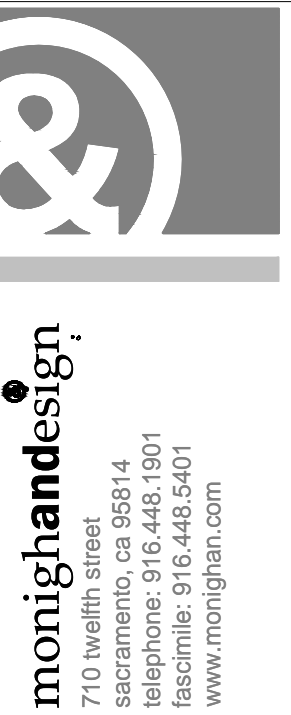 &
monighandesign
710 twelfth street
sacramento, ca 95814
telephone: 916.448.1901
fascimile: 916.448.5401
www.monighan.com